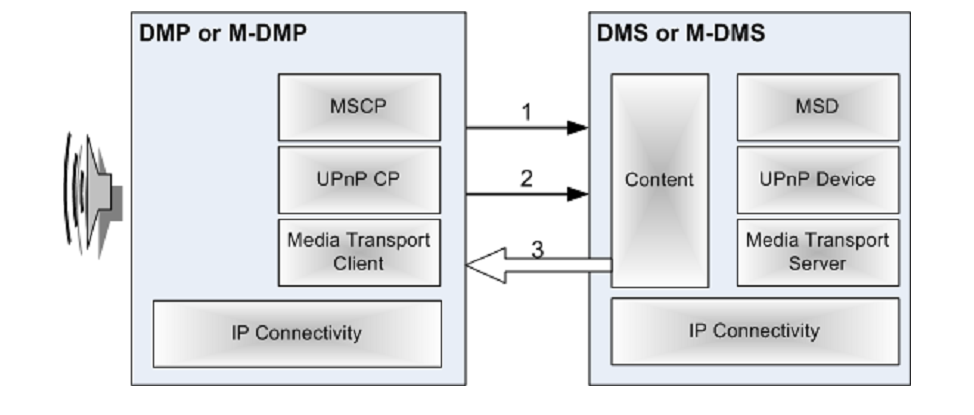 DMP or M-DMP
MSCP
UPnP CP
Media Transport
Client
IP Connectivity
1
2
3
DMS or M-DMS
Content
MSD
UPnP Device
Media Transport
Server
IP Connectivity